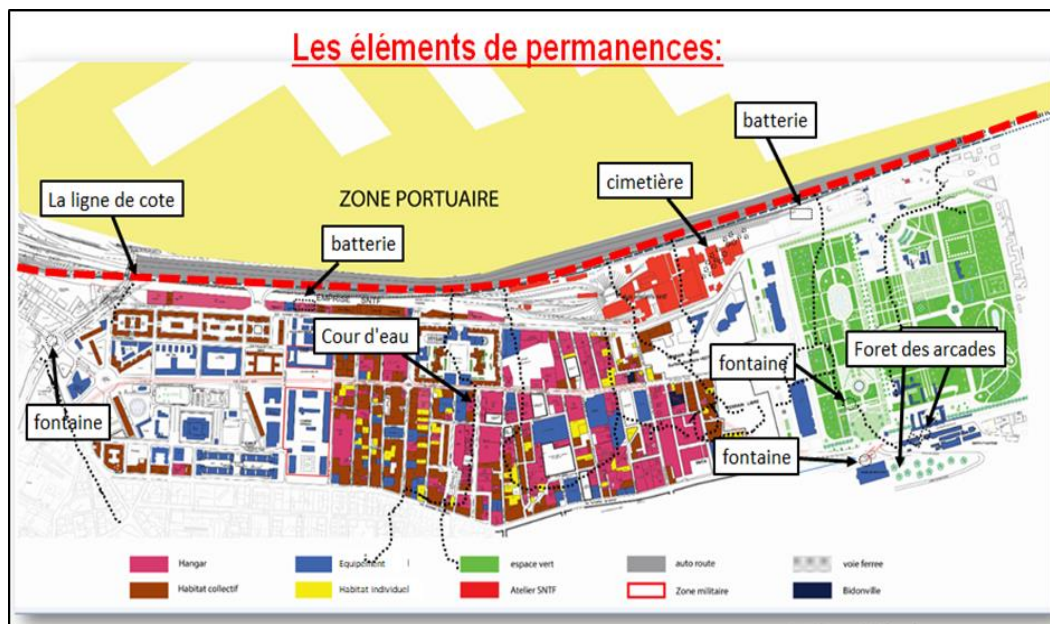 Les éléments de permanences:
batterie
La ligne de cote
ZONE PORTUAIRE
cimetière
batterie
EMPRISE SNTF
Cour d'eau
Foret des arcades
fontaine
fontaine
fontaine
Hangar
Equipement
espace vert
auto route
voie ferree
Habitat collectif
Habitat individuel
Atelier SNTF
Zone militaire
Bidonville